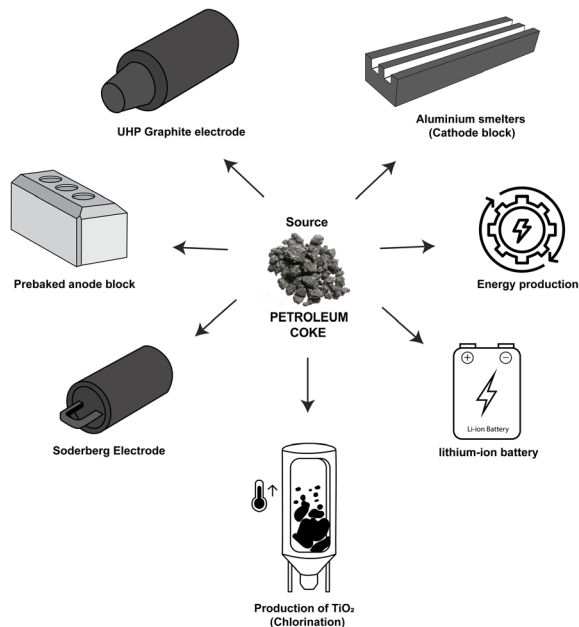 UHP Graphite electrode
Aluminium smelters
(Cathode block)
Source
Prebaked anode block
PETROLEUM
COKE
Energy production
Soderberg Electrode
+ −
Li-ion Battery
lithium-ion battery
Production of TiO₂
(Chlorination)